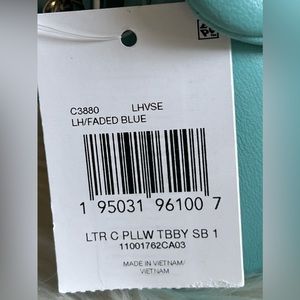 C3880 LHVSE
LH/FADED BLUE
1 95031 96100 7
LTR C PLLW TBBY SB 1
11001762CA03
MADE IN VIETNAM/
VIETNAM